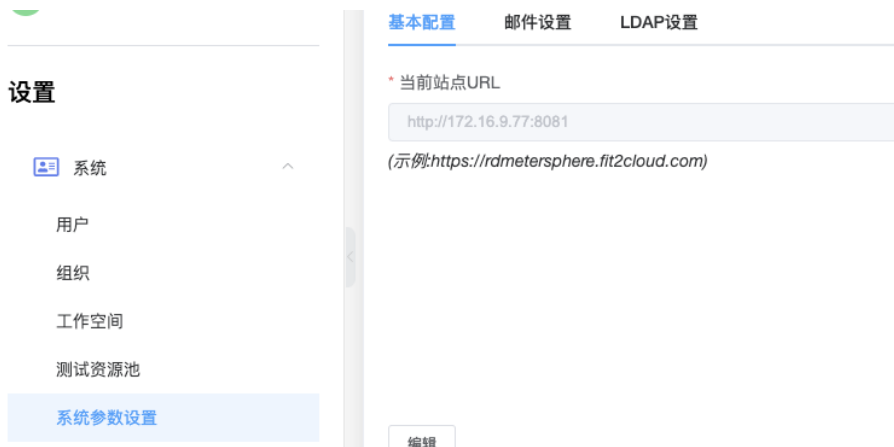 基本配置 邮件设置 LDAP设置
设置
* 当前站点URL
http://172.16.9.77:8081
(示例:https://rdmetersphere.fit2cloud.com)
系统
用户
组织
工作空间
测试资源池
系统参数设置
编辑